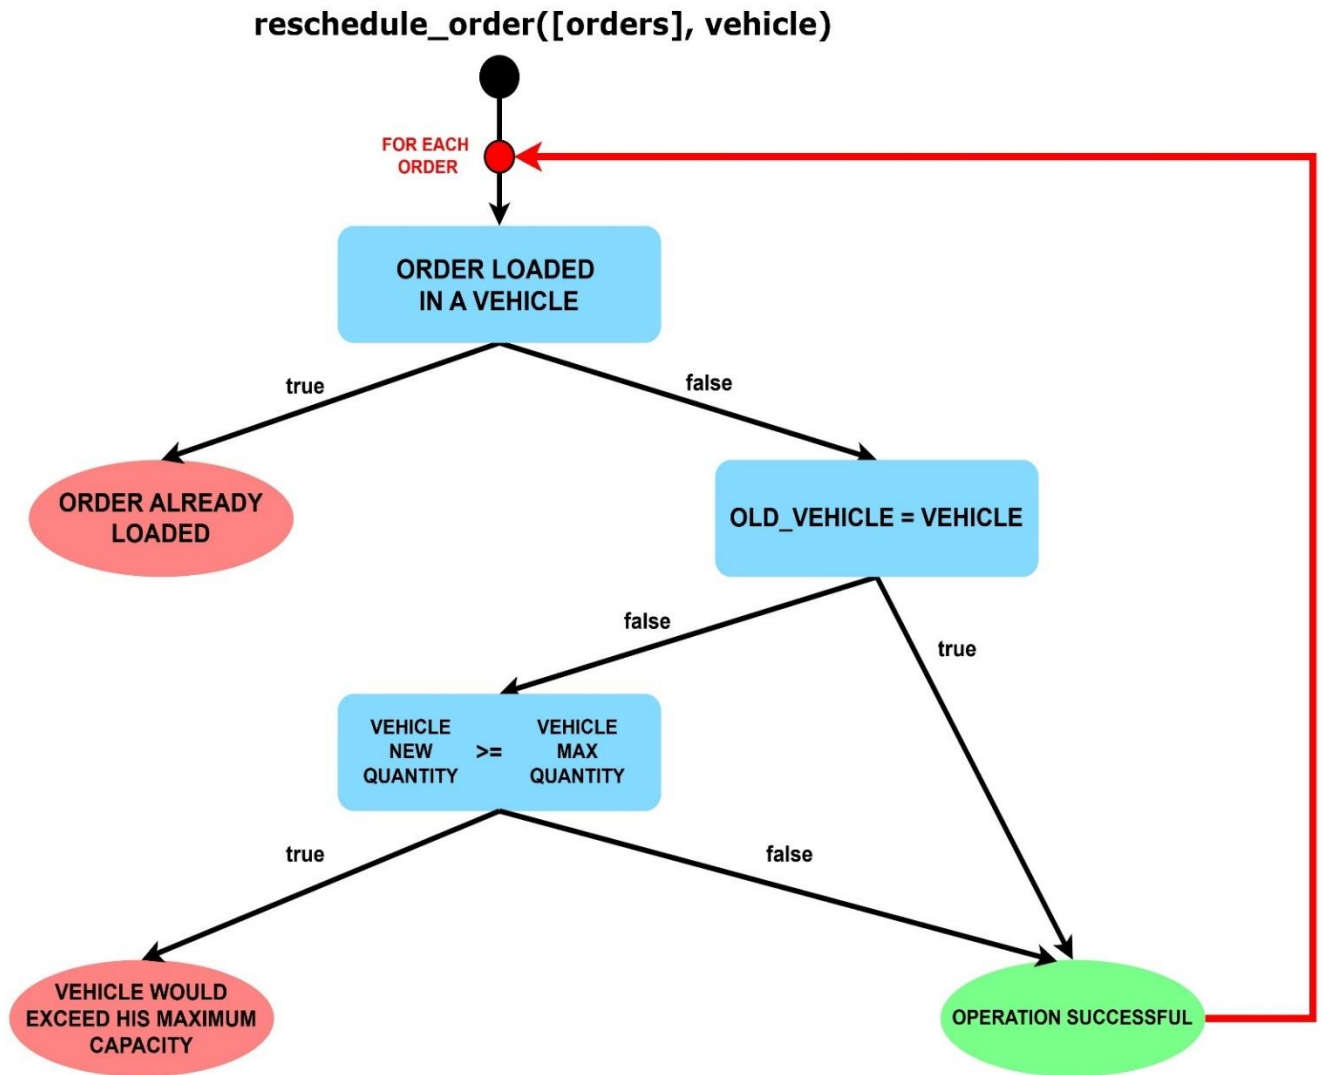 reschedule_order([orders], vehicle)
FOR EACH
ORDER
ORDER LOADED
IN A VEHICLE
true
false
ORDER ALREADY
LOADED
OLD_VEHICLE = VEHICLE
false
true
VEHICLE
NEW
QUANTITY
>=
VEHICLE
MAX
QUANTITY
true
false
VEHICLE WOULD
EXCEED HIS MAXIMUM
CAPACITY
OPERATION SUCCESSFUL